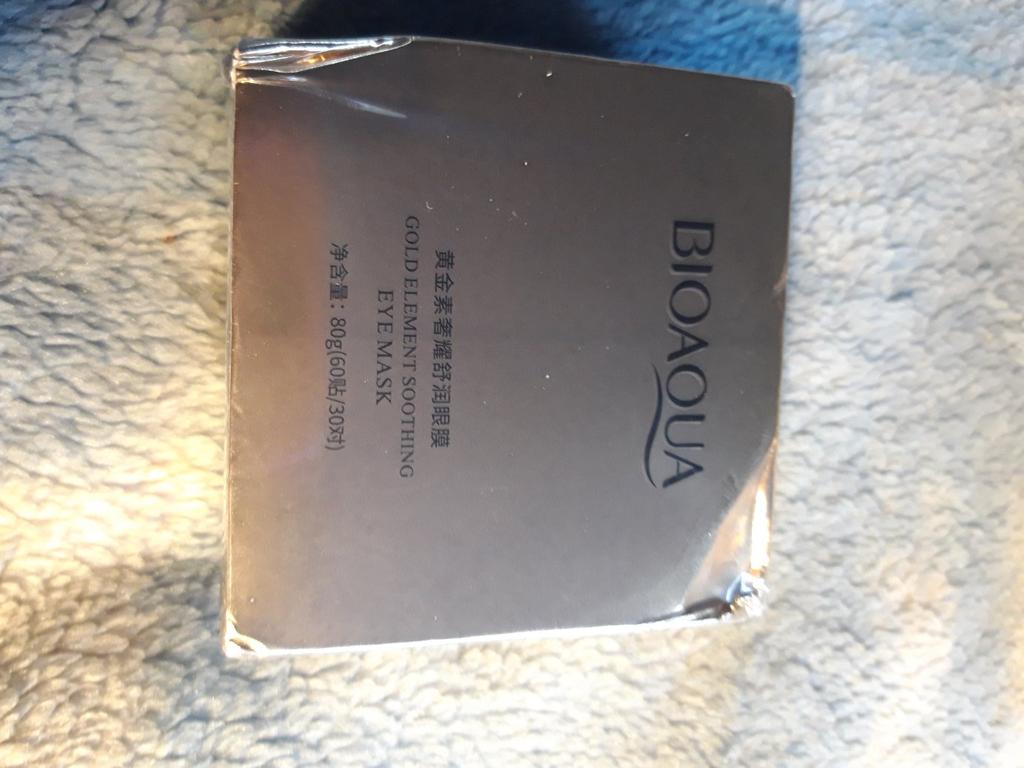 BIOAQUA
黄金素奢耀舒润眼膜
GOLD ELEMENT SOOTHING
EYE MASK
净含量：80g(60贴/30对)